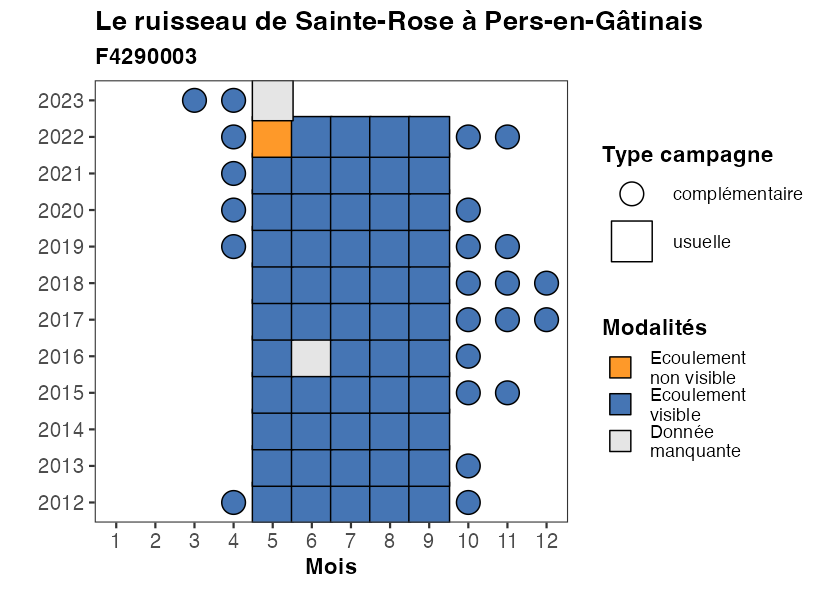 Le ruisseau de Sainte-Rose à Pers-en-Gâtinais
F4290003
2023
2022
2021
2020
2019
2018
2017
2016
2015
2014
2013
2012
1 2 3 4 5 6 7 8 9 10 11 12
Mois
Type campagne
complémentaire
usuelle
Modalités
Ecoulement
non visible
Ecoulement
visible
Donnée
manquante